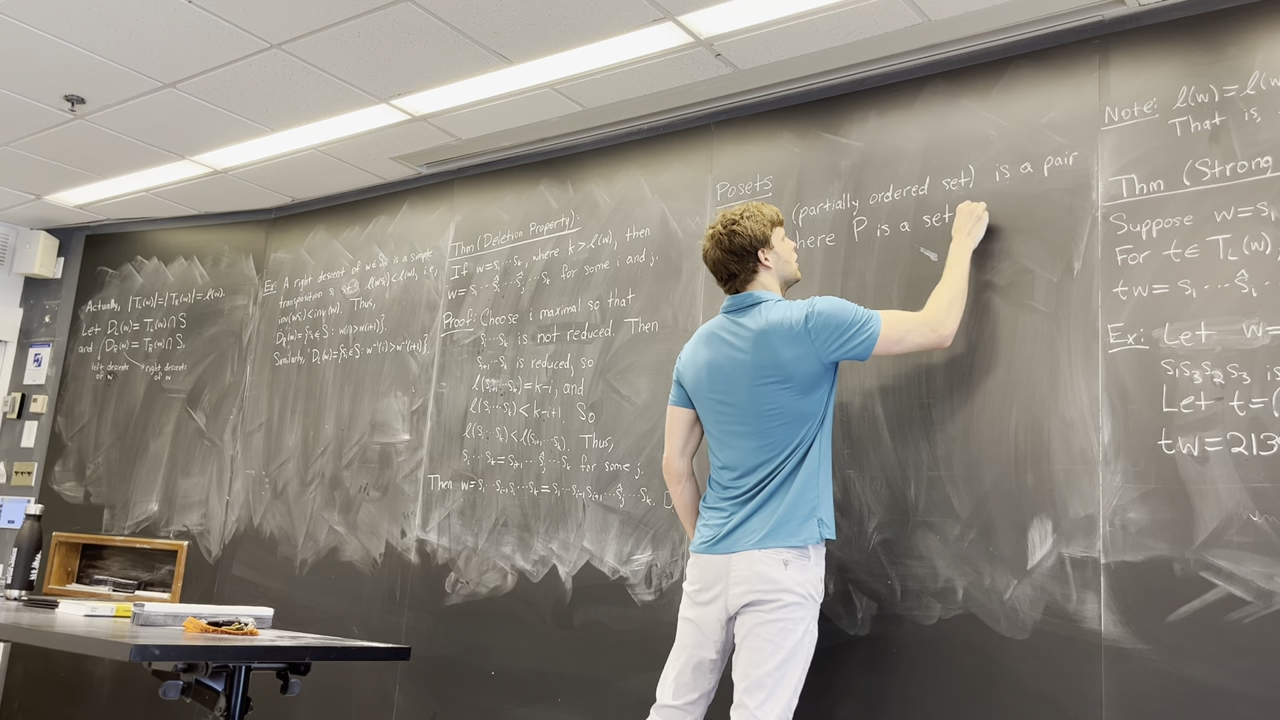 Actually, |T_L(w)|=|T_R(w)|=ℓ(w).
Let D_L(w)=T_L(w)∩S
and D_R(w)=T_R(w)∩S.
left descents of w
right descents of w
Ex: A right descent of w∈S_n is a simple
transposition s_i ℓ(ws_i)<ℓ(w), i.e.,
inv(ws_i)<inv(w). Thus,
D_R(w)={s_i∈S: w(i)>w(i+1)}.
Similarly, D_L(w)={s_i∈S: w⁻¹(i)>w⁻¹(i+1)}.
Thm (Deletion Property):
If w=s_1⋯s_k, where k>ℓ(w), then
w=s_1⋯ŝ_i⋯ŝ_j⋯s_k for some i and j.
Proof: Choose i maximal so that
s_i⋯s_k is not reduced. Then
s_{i+1}⋯s_k is reduced, so
ℓ(s_{i+1}⋯s_k)=k-i, and
ℓ(s_i⋯s_k)<k-i+1. So
ℓ(s_i⋯s_k)<ℓ(s_{i+1}⋯s_k). Thus,
s_i⋯s_k=s_{i+1}⋯ŝ_j⋯s_k for some j.
Then w=s_1⋯s_{i-1}s_i⋯s_k=s_1⋯s_{i-1}s_{i+1}⋯ŝ_j⋯s_k.
Posets
(partially ordered set) is a pair
here P is a set
Note: ℓ(w)=ℓ(w
That is,
Thm (Strong
Suppose w=s_1
For t∈T_L(w),
tw=s_1⋯ŝ_i⋯
Ex: Let w=
s_1s_3s_2s_3 is
Let t=(
tw=213